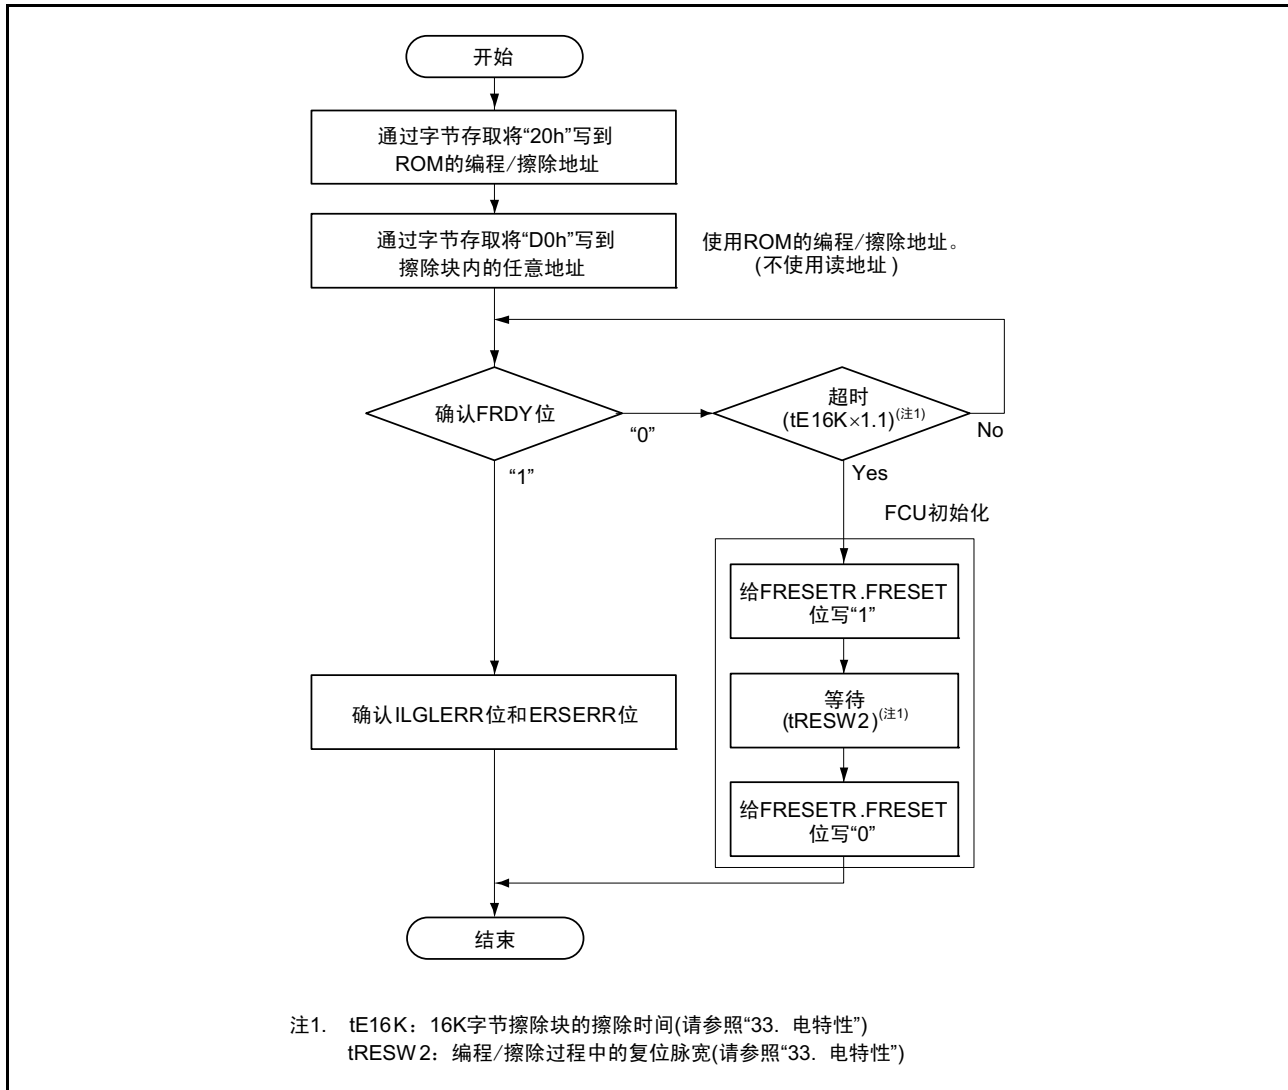 开始
通过字节存取将“20h”写到
ROM的编程/擦除地址
通过字节存取将“D0h”写到
擦除块内的任意地址
使用ROM的编程/擦除地址。
(不使用读地址)
确认FRDY位
“0”
超时
(tE16K×1.1)(注1)
No
“1”
Yes
FCU初始化
给FRESETR.FRESET
位写“1”
确认ILGLERR位和ERSERR位
等待
(tRESW2)(注1)
给FRESETR.FRESET
位写“0”
结束
注1. tE16K：16K字节擦除块的擦除时间(请参照“33. 电特性”)
tRESW2：编程/擦除过程中的复位脉宽(请参照“33. 电特性”)